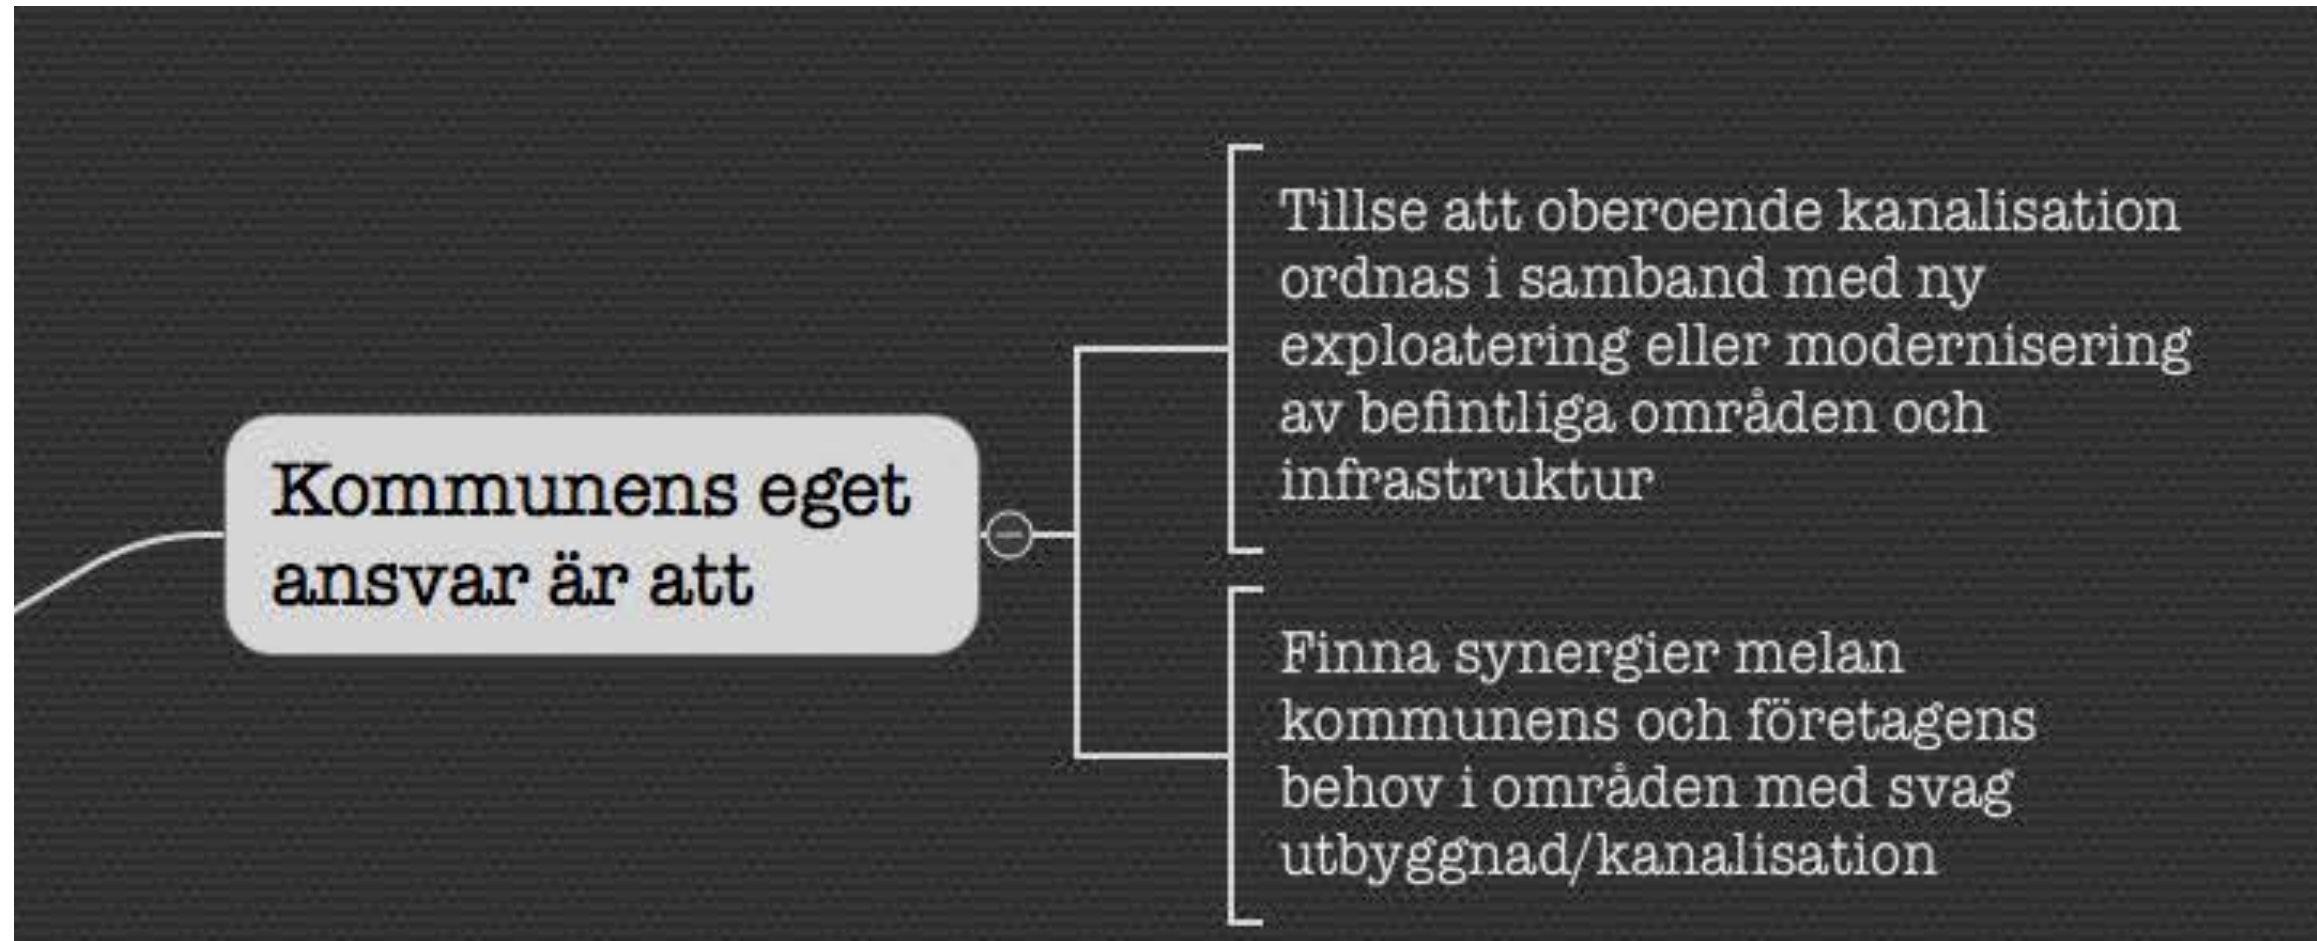 Kommunens eget
ansvar är att
Tillse att oberoende kanalisation
ordnas i samband med ny
exploatering eller modernisering
av befintliga områden och
infrastruktur
Finna synergier melan
kommunens och företagens
behov i områden med svag
utbyggnad/kanalisation